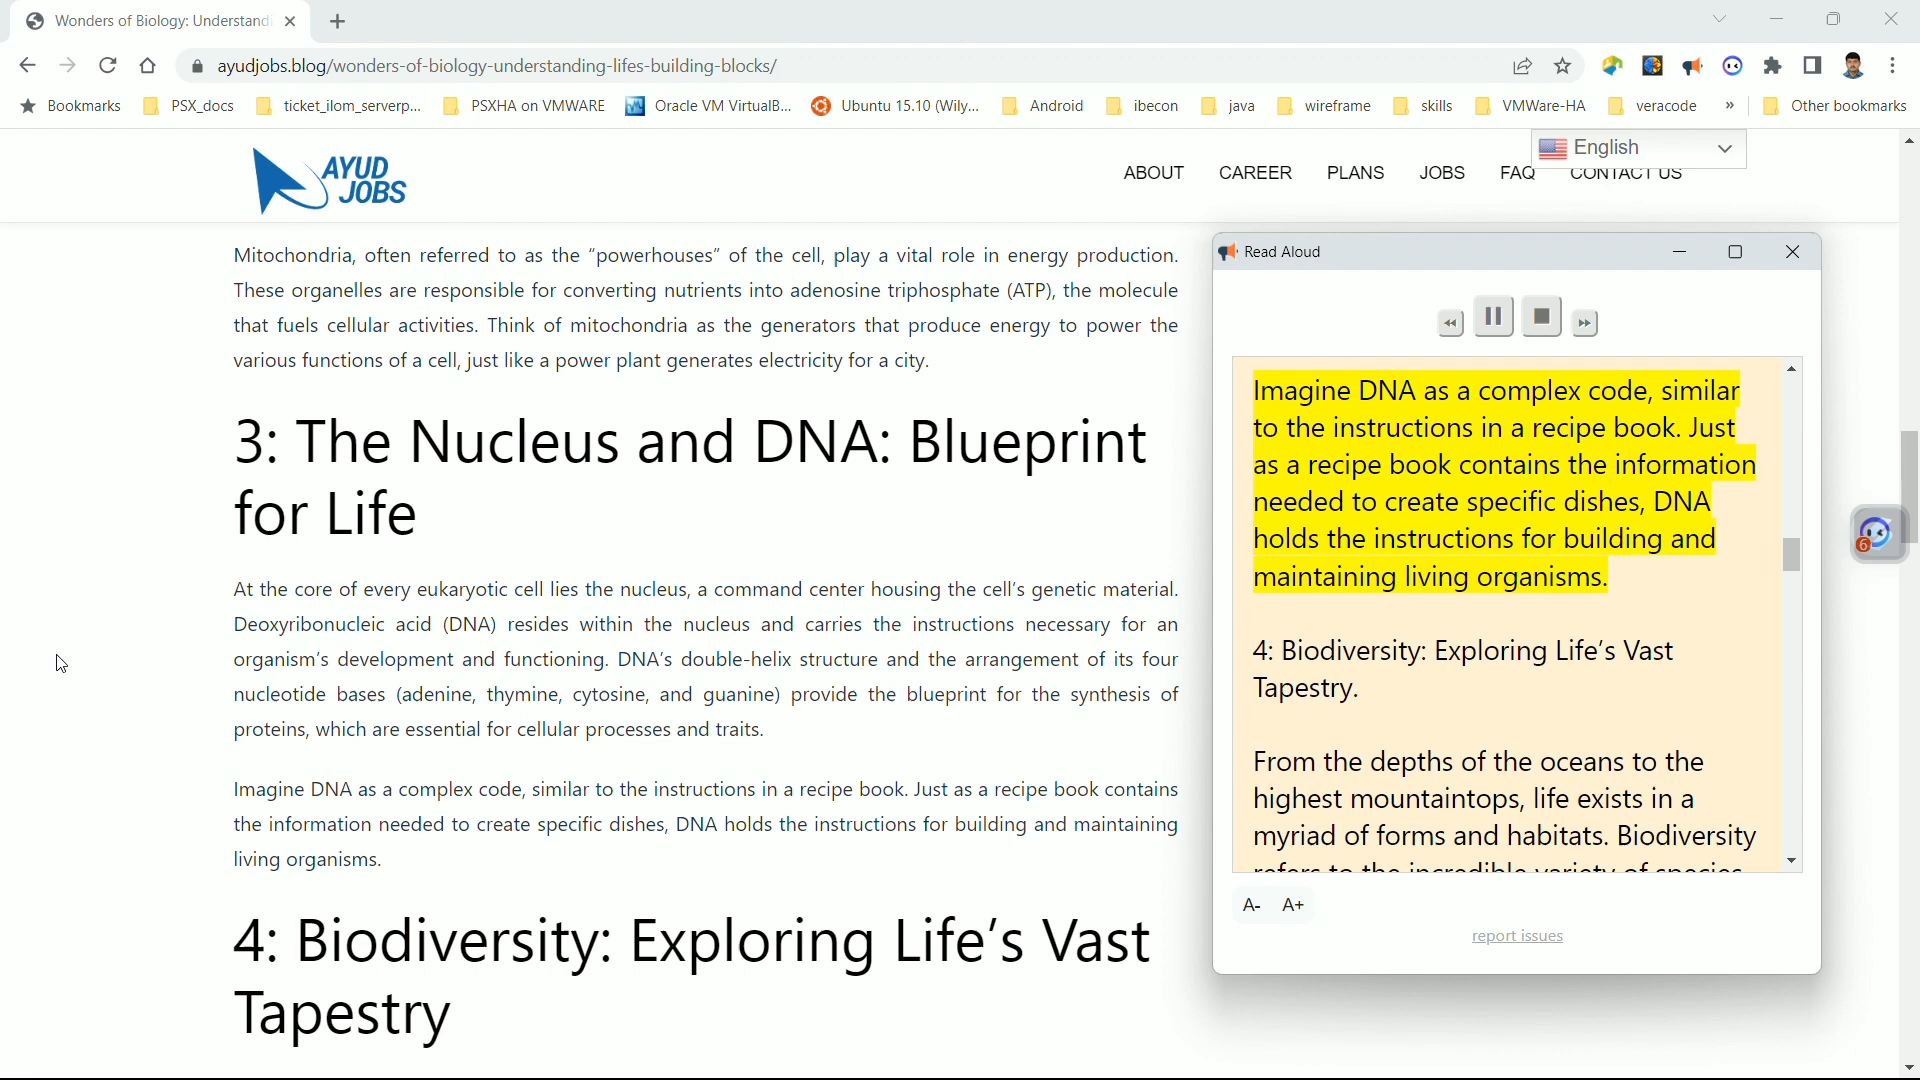 Wonders of Biology: Understandi
ayudjobs.blog/wonders-of-biology-understanding-lifes-building-blocks/
Bookmarks PSX_docs ticket_ilom_serverp... PSXHA on VMWARE Oracle VM VirtualB... Ubuntu 15.10 (Wily... Android ibecon java wireframe skills VMWare-HA veracode » Other bookmarks
AYUD
JOBS
ABOUT CAREER PLANS JOBS FAQ CONTACT US
English
Mitochondria, often referred to as the “powerhouses” of the cell, play a vital role in energy production.
These organelles are responsible for converting nutrients into adenosine triphosphate (ATP), the molecule
that fuels cellular activities. Think of mitochondria as the generators that produce energy to power the
various functions of a cell, just like a power plant generates electricity for a city.
3: The Nucleus and DNA: Blueprint
for Life
At the core of every eukaryotic cell lies the nucleus, a command center housing the cell’s genetic material.
Deoxyribonucleic acid (DNA) resides within the nucleus and carries the instructions necessary for an
organism’s development and functioning. DNA’s double-helix structure and the arrangement of its four
nucleotide bases (adenine, thymine, cytosine, and guanine) provide the blueprint for the synthesis of
proteins, which are essential for cellular processes and traits.
Imagine DNA as a complex code, similar to the instructions in a recipe book. Just as a recipe book contains
the information needed to create specific dishes, DNA holds the instructions for building and maintaining
living organisms.
4: Biodiversity: Exploring Life’s Vast
Tapestry
Read Aloud
Imagine DNA as a complex code, similar
to the instructions in a recipe book. Just
as a recipe book contains the information
needed to create specific dishes, DNA
holds the instructions for building and
maintaining living organisms.
4: Biodiversity: Exploring Life’s Vast
Tapestry.
From the depths of the oceans to the
highest mountaintops, life exists in a
myriad of forms and habitats. Biodiversity
refers to the incredible variety of species
A- A+
report issues
6